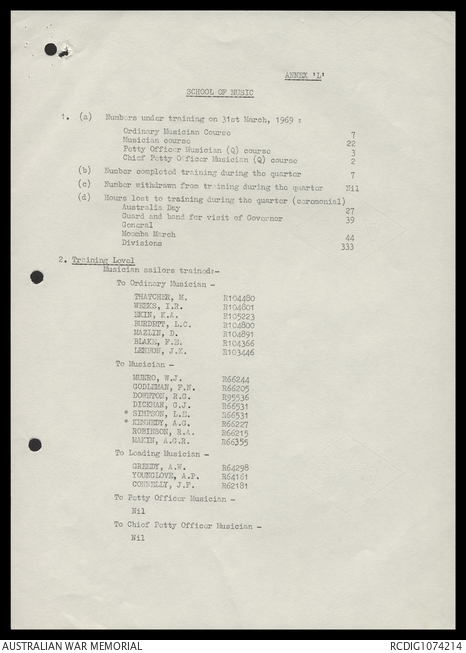 ANNEX 'L'
SCHOOL OF MUSIC
1. (a) Numbers under training on 31st March, 1969 :
Ordinary Musician Course 7
Musician course 22
Petty Officer Musician (Q) course 3
Chief Petty Officer Musician (Q) course 2
(b) Number completed training during the quarter 7
(c) Number withdrawn from training during the quarter Nil
(d) Hours lost to training during the quarter (ceremonial)
Australia Day 27
Guard and band for visit of Governor 39
General
Moomba March 44
Divisions 333
2. Training Level
Musician sailors trained:-
To Ordinary Musician -
THATCHER, M. R104480
WEEKS, I.R. R104801
EKIN, K.A. R105223
BURDETT, L.C. R104800
MAZLIN, D. R104891
BLAKE, F.E. R104366
LENNON, J.K. R103446
To Musician -
MUNRO, W.J. R66244
GODLEMAN, F.N. R66205
DOWNTON, R.G. R95536
DICKMAN, G.J. R66531
* SIMPSON, L.E. R66531
* KENNEDY, A.G. R66227
ROBINSON, R.A. R66215
MAKIN, A.G.R. R66355
To Leading Musician -
GREEDY, A.W. R64298
YOUNGLOVE, A.P. R64161
CONNELLY, J.F. R62181
To Petty Officer Musician -
Nil
To Chief Petty Officer Musician -
Nil
AUSTRALIAN WAR MEMORIAL RCDIG1074214